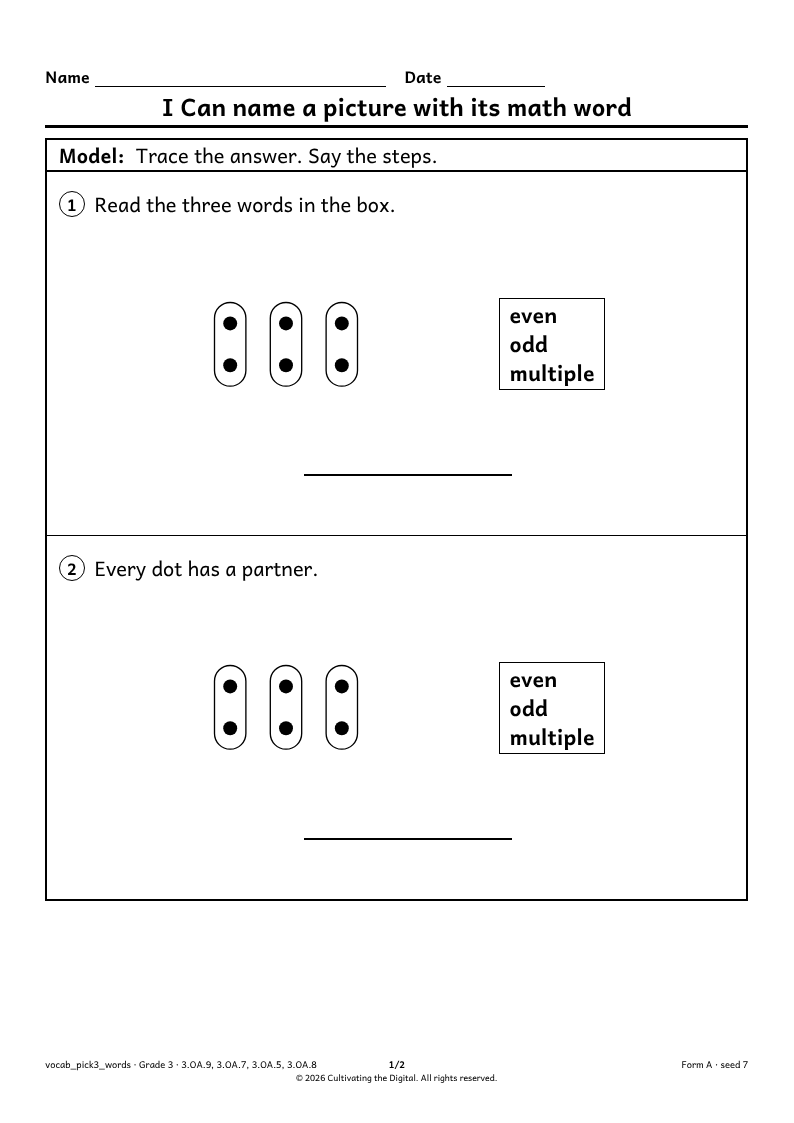 Name Date
I Can name a picture with its math word
Model: Trace the answer. Say the steps.
1 Read the three words in the box.
even
odd
multiple
2 Every dot has a partner.
even
odd
multiple
vocab_pick3_words · Grade 3 · 3.OA.9, 3.OA.7, 3.OA.5, 3.OA.8 1/2 Form A · seed 7
© 2026 Cultivating the Digital. All rights reserved.